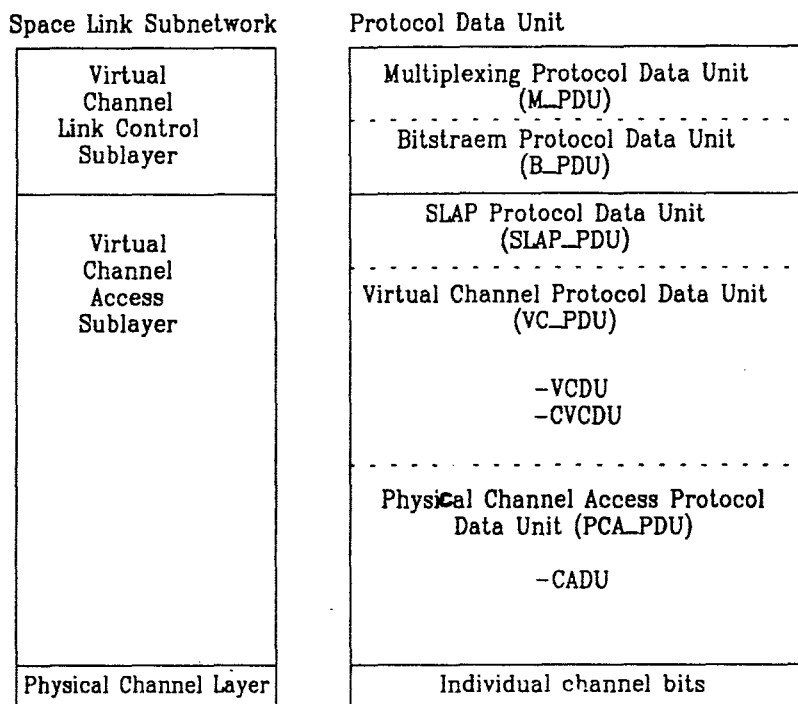 Space Link Subnetwork
Virtual
Channel
Link Control
Sublayer
Virtual
Channel
Access
Sublayer
Physical Channel Layer
Protocol Data Unit
Multiplexing Protocol Data Unit
(M_PDU)
Bitstraem Protocol Data Unit
(B_PDU)
SLAP Protocol Data Unit
(SLAP_PDU)
Virtual Channel Protocol Data Unit
(VC_PDU)
-VCDU
-CVCDU
Physical Channel Access Protocol
Data Unit (PCA_PDU)
-CADU
Individual channel bits